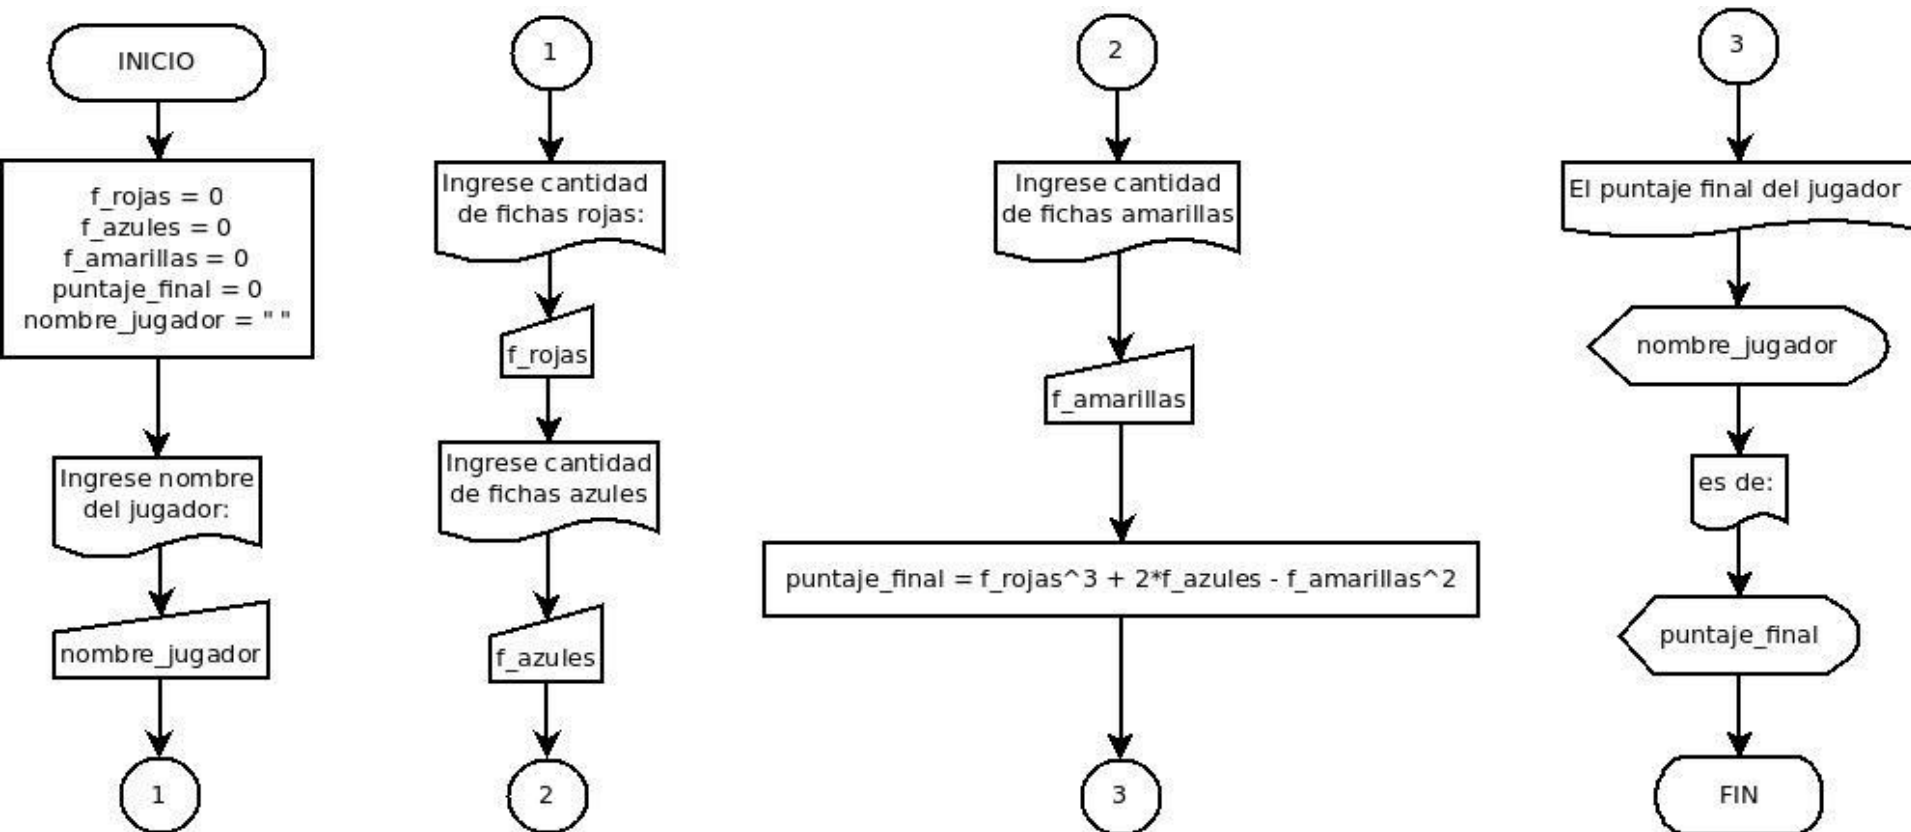 INICIO
f_rojas = 0
f_azules = 0
f_amarillas = 0
puntaje_final = 0
nombre_jugador = " "
Ingrese nombre
del jugador:
nombre_jugador
1
1
Ingrese cantidad
de fichas rojas:
f_rojas
Ingrese cantidad
de fichas azules
f_azules
2
2
Ingrese cantidad
de fichas amarillas
f_amarillas
puntaje_final = f_rojas^3 + 2*f_azules - f_amarillas^2
3
3
El puntaje final del jugador
nombre_jugador
es de:
puntaje_final
FIN